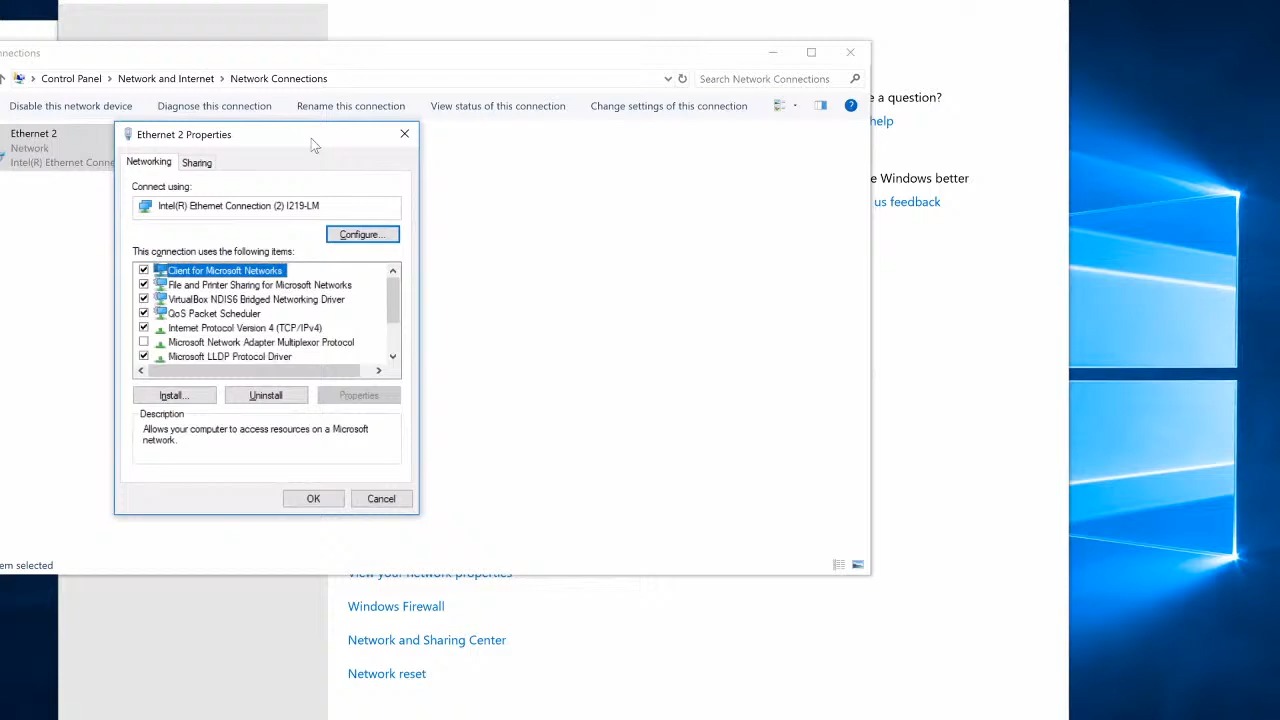 nnections
Control Panel > Network and Internet > Network Connections
Search Network Connections
Disable this network device Diagnose this connection Rename this connection View status of this connection Change settings of this connection
Ethernet 2
Network
Intel(R) Ethernet Conne
Ethernet 2 Properties
Networking Sharing
Connect using:
Intel(R) Ethernet Connection (2) I219-LM
Configure...
This connection uses the following items:
Client for Microsoft Networks
File and Printer Sharing for Microsoft Networks
VirtualBox NDIS6 Bridged Networking Driver
QoS Packet Scheduler
Internet Protocol Version 4 (TCP/IPv4)
Microsoft Network Adapter Multiplexor Protocol
Microsoft LLDP Protocol Driver
Install... Uninstall Properties
Description
Allows your computer to access resources on a Microsoft
network.
OK Cancel
em selected
e a question?
help
e Windows better
us feedback
View your network properties
Windows Firewall
Network and Sharing Center
Network reset